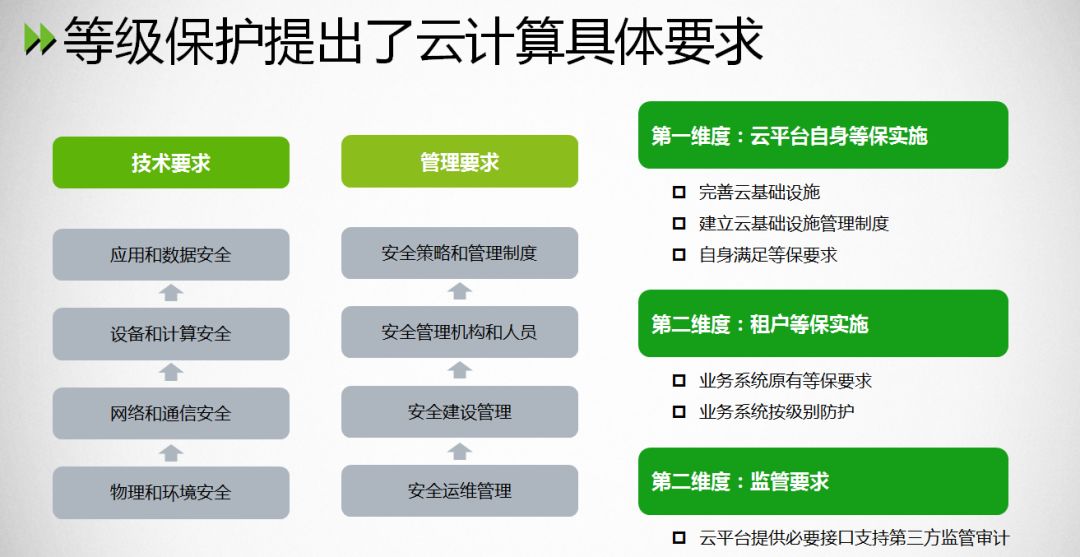 等级保护提出了云计算具体要求
技术要求
应用和数据安全
设备和计算安全
网络和通信安全
物理和环境安全
管理要求
安全策略和管理制度
安全管理机构和人员
安全建设管理
安全运维管理
第一维度：云平台自身等保实施
完善云基础设施
建立云基础设施管理制度
自身满足等保要求
第二维度：租户等保实施
业务系统原有等保要求
业务系统按级别防护
第二维度：监管要求
云平台提供必要接口支持第三方监管审计